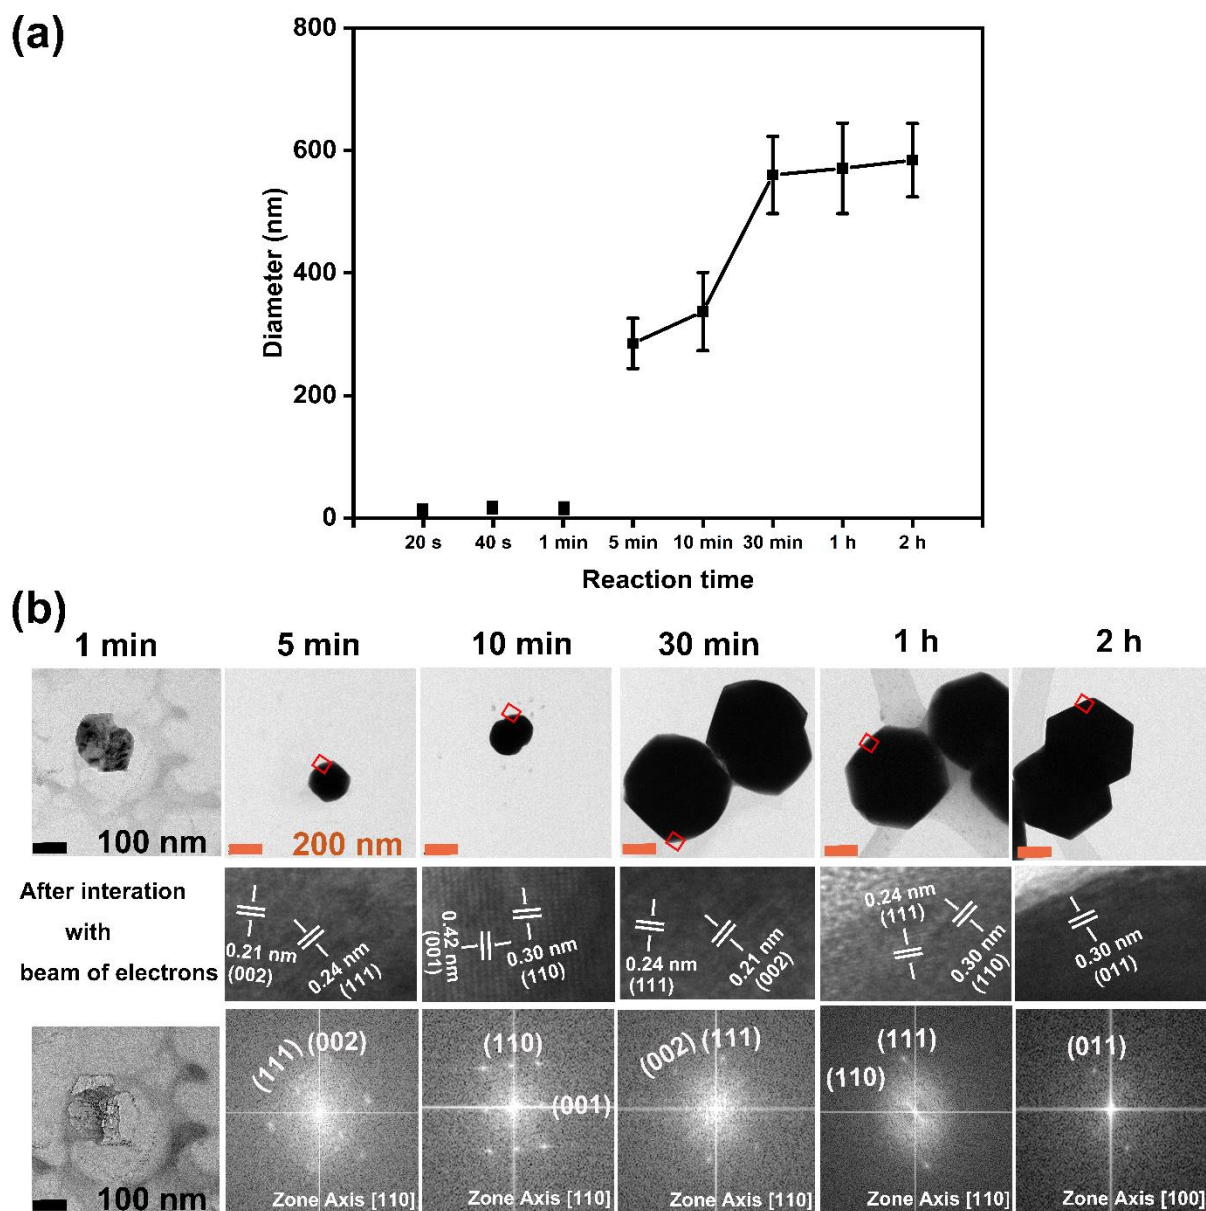 (a)
800
600
400
200
0
Diameter (nm)
20 s 40 s 1 min 5 min 10 min 30 min 1 h 2 h
Reaction time
(b)
1 min 5 min 10 min 30 min 1 h 2 h
100 nm 200 nm
After interation
with
beam of electrons
0.21 nm
(002)
0.24 nm
(111)
0.42 nm
(001)
0.30 nm
(110)
0.24 nm
(111)
0.21 nm
(002)
0.24 nm
(111)
0.30 nm
(110)
0.30 nm
(011)
100 nm
(111) (002)
Zone Axis [110]
(110)
(001)
Zone Axis [110]
(002) (111)
Zone Axis [110]
(111)
(110)
Zone Axis [110]
(011)
Zone Axis [100]